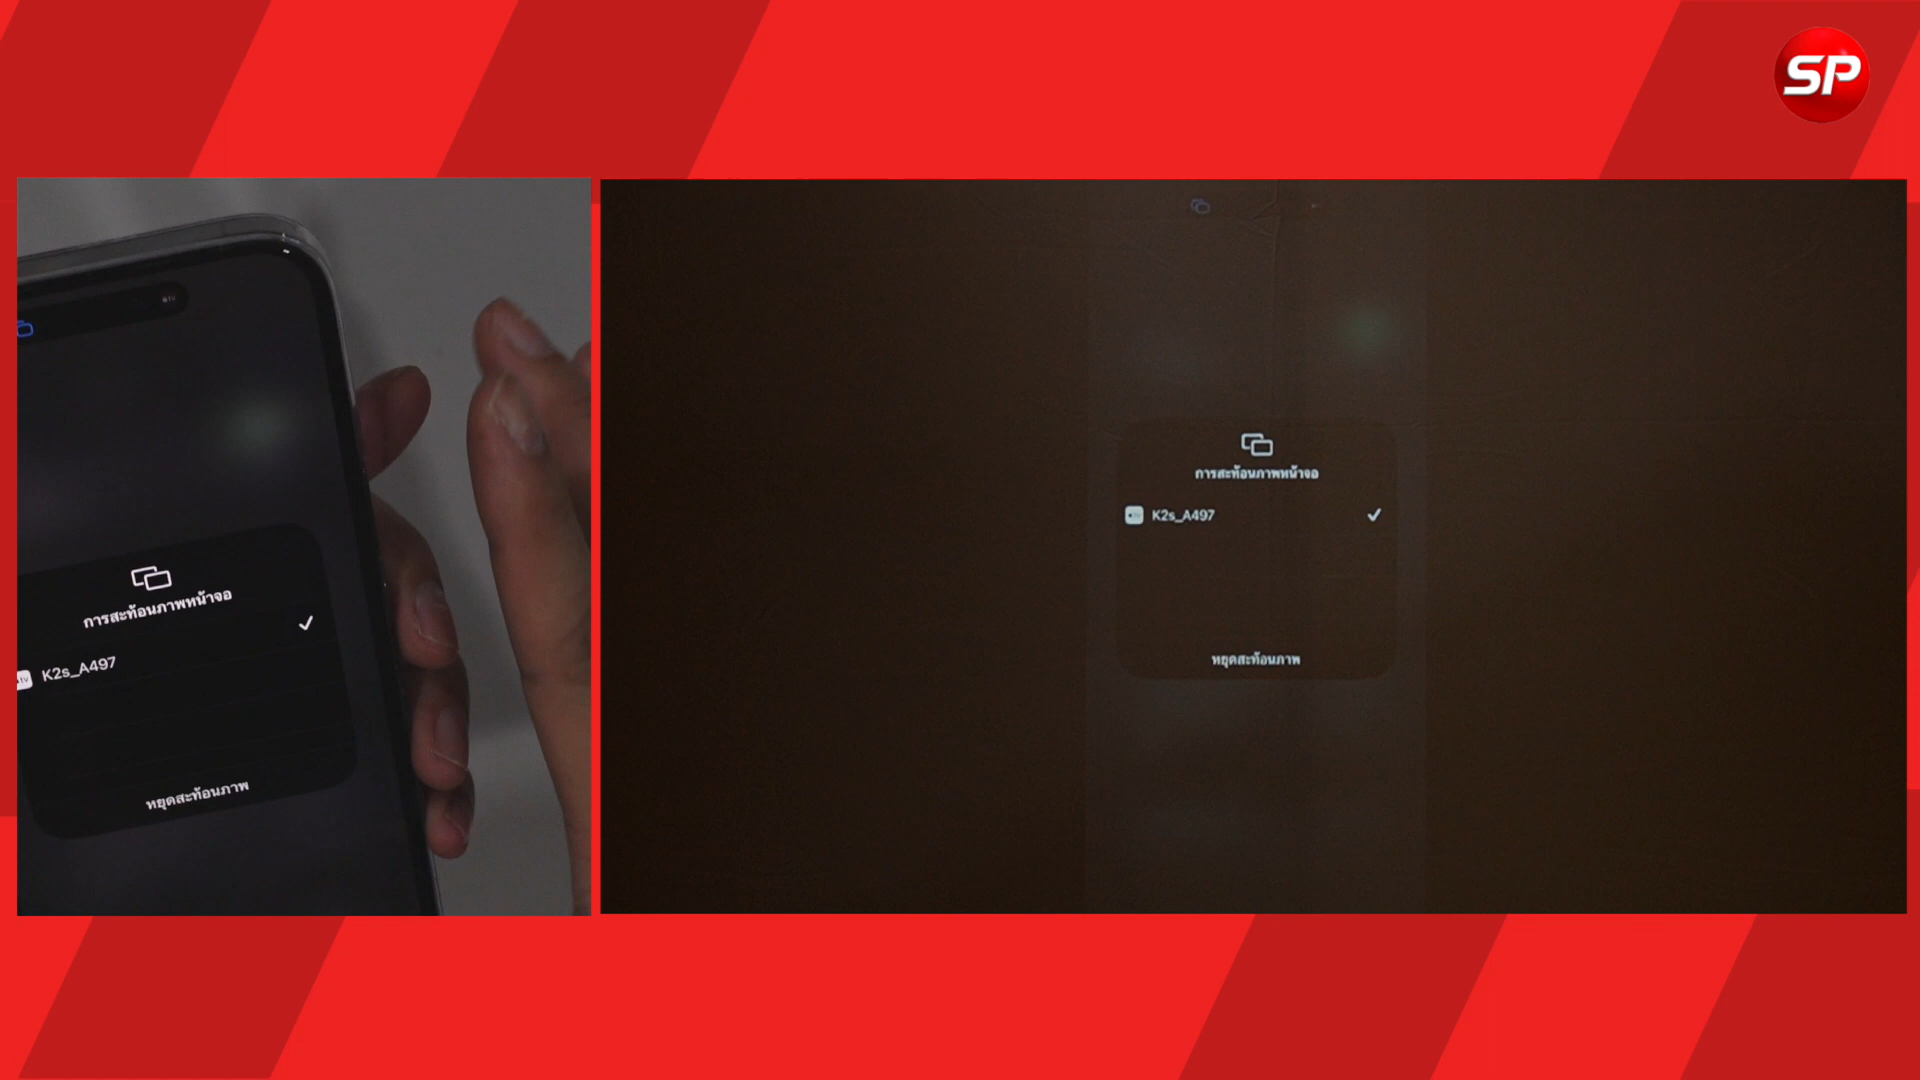 SP
tv
การสะท้อนภาพหน้าจอ
K2s_A497
หยุดสะท้อนภาพ
การสะท้อนภาพหน้าจอ
K2s_A497
หยุดสะท้อนภาพ